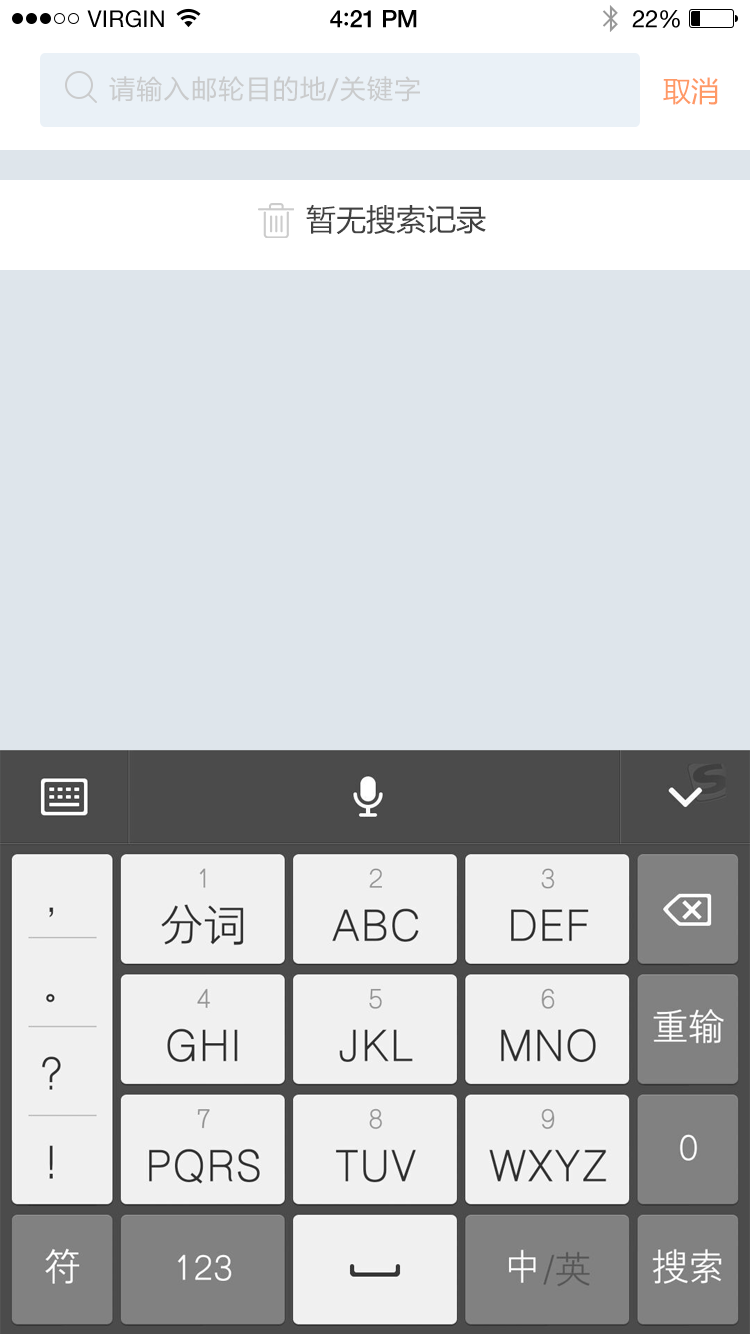 VIRGIN 4:21 PM 22%
请输入邮轮目的地/关键字 取消
暂无搜索记录
S
, 1 2 3
分词 ABC DEF
。 4 5 6 重输
? GHI JKL MNO
7 8 9 0
! PQRS TUV WXYZ
符 123 中/英 搜索